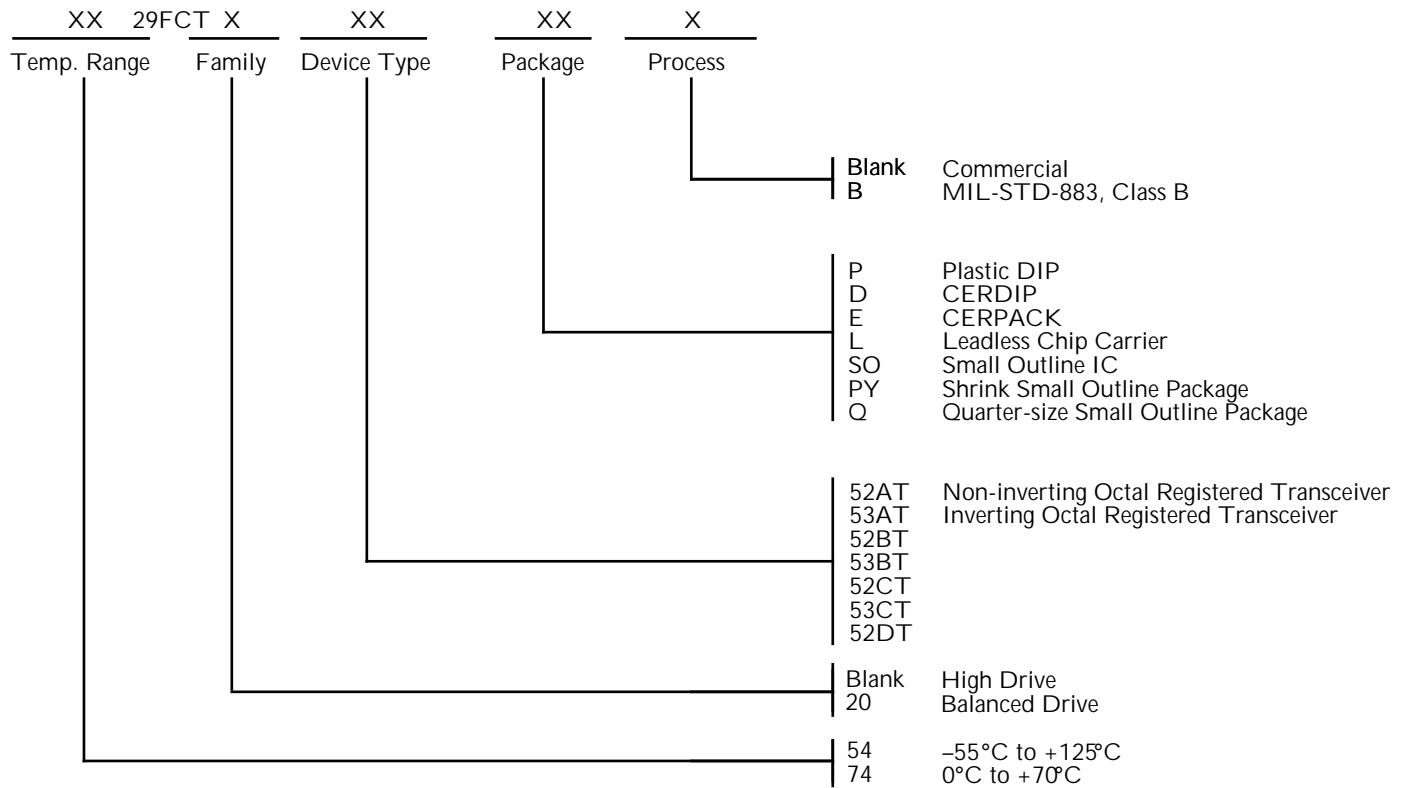 XX 29FCT X XX XX X
Temp. Range Family Device Type Package Process
Blank Commercial
B MIL-STD-883, Class B
P Plastic DIP
D CERDIP
E CERPACK
L Leadless Chip Carrier
SO Small Outline IC
PY Shrink Small Outline Package
Q Quarter-size Small Outline Package
52AT Non-inverting Octal Registered Transceiver
53AT Inverting Octal Registered Transceiver
52BT
53BT
52CT
53CT
52DT
Blank High Drive
20 Balanced Drive
54 –55°C to +125°C
74 0°C to +70°C